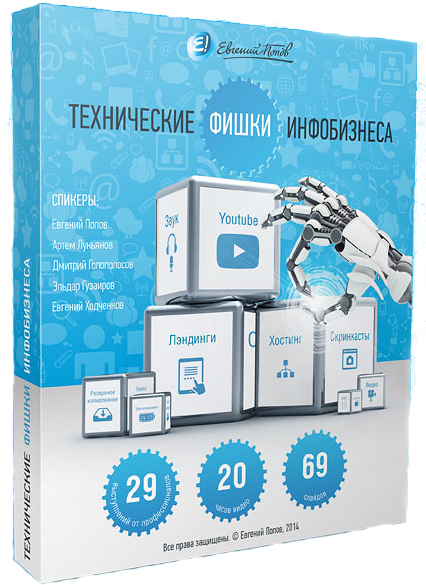 Евгений Попов
ТЕХНИЧЕСКИЕ ФИШКИ ИНФОБИЗНЕСА
СПИКЕРЫ:
Евгений Попов
Артем Лукьянов
Дмитрий Голополосов
Эльдар Гузаиров
Евгений Ходченков
Звук
Youtube
Лэндинги
Хостинг
Скринкасты
Резервное
копирование
Видео
29
выступлений от профессионалов
20
часов видео
69
слайдов
Все права защищены. © Евгений Попов, 2014
ТЕХНИЧЕСКИЕ ФИШКИ ИНФОБИЗНЕСА